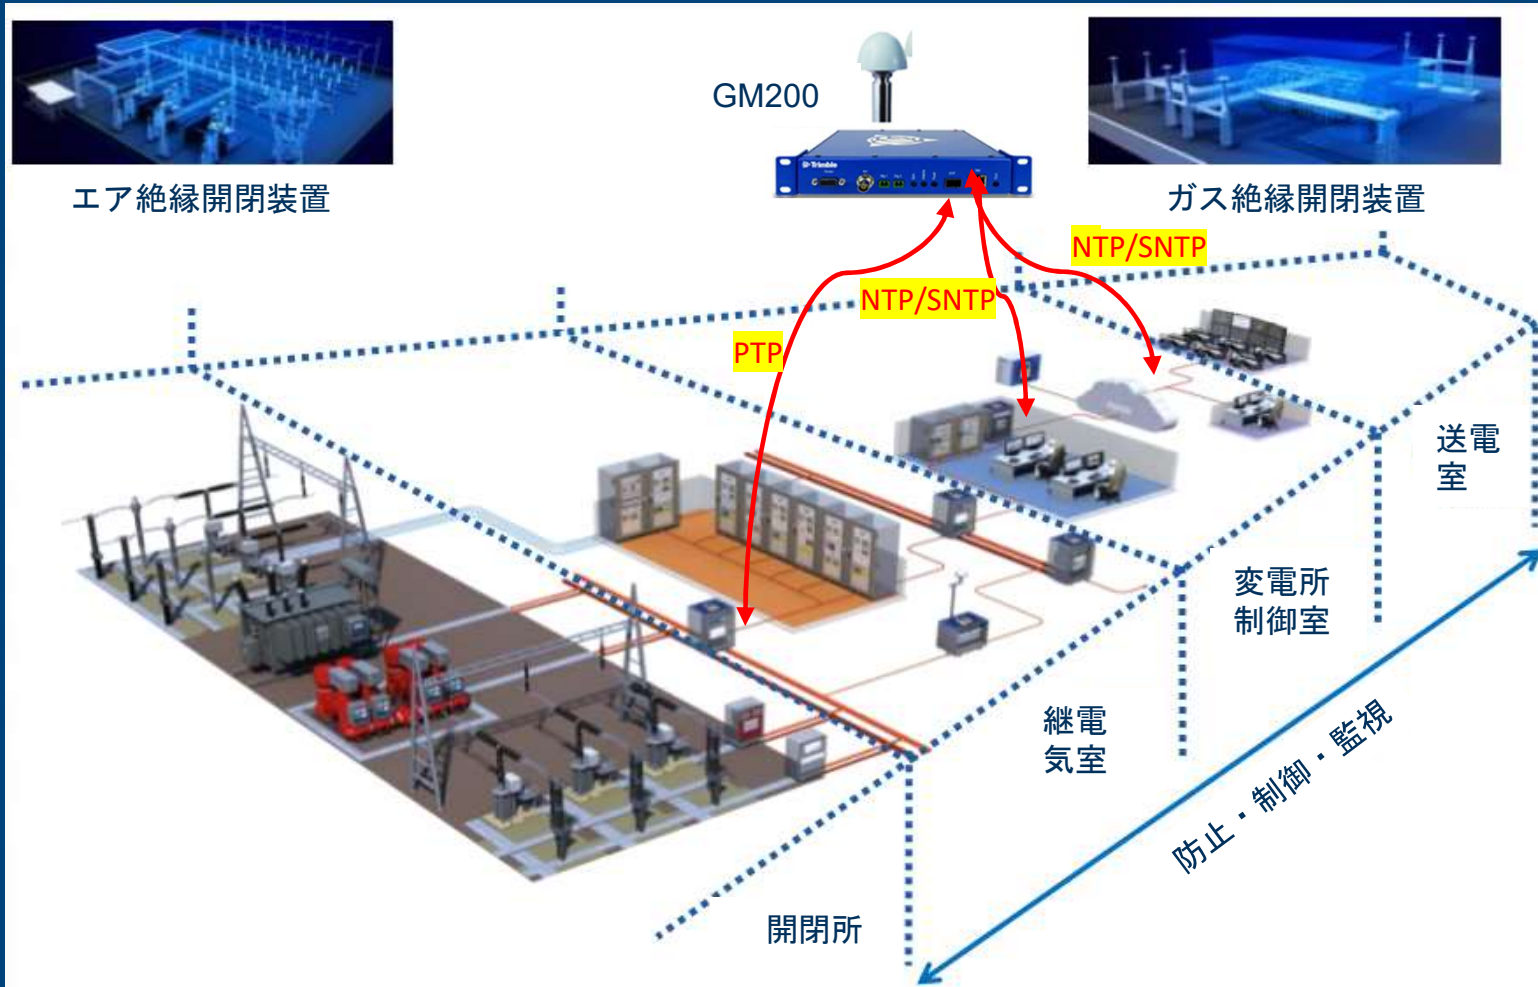 GM200
Trimble
エア絶縁開閉装置
ガス絶縁開閉装置
NTP/SNTP
NTP/SNTP
PTP
送電
室
変電所
制御室
継電
気室
防止・制御・監視
開閉所